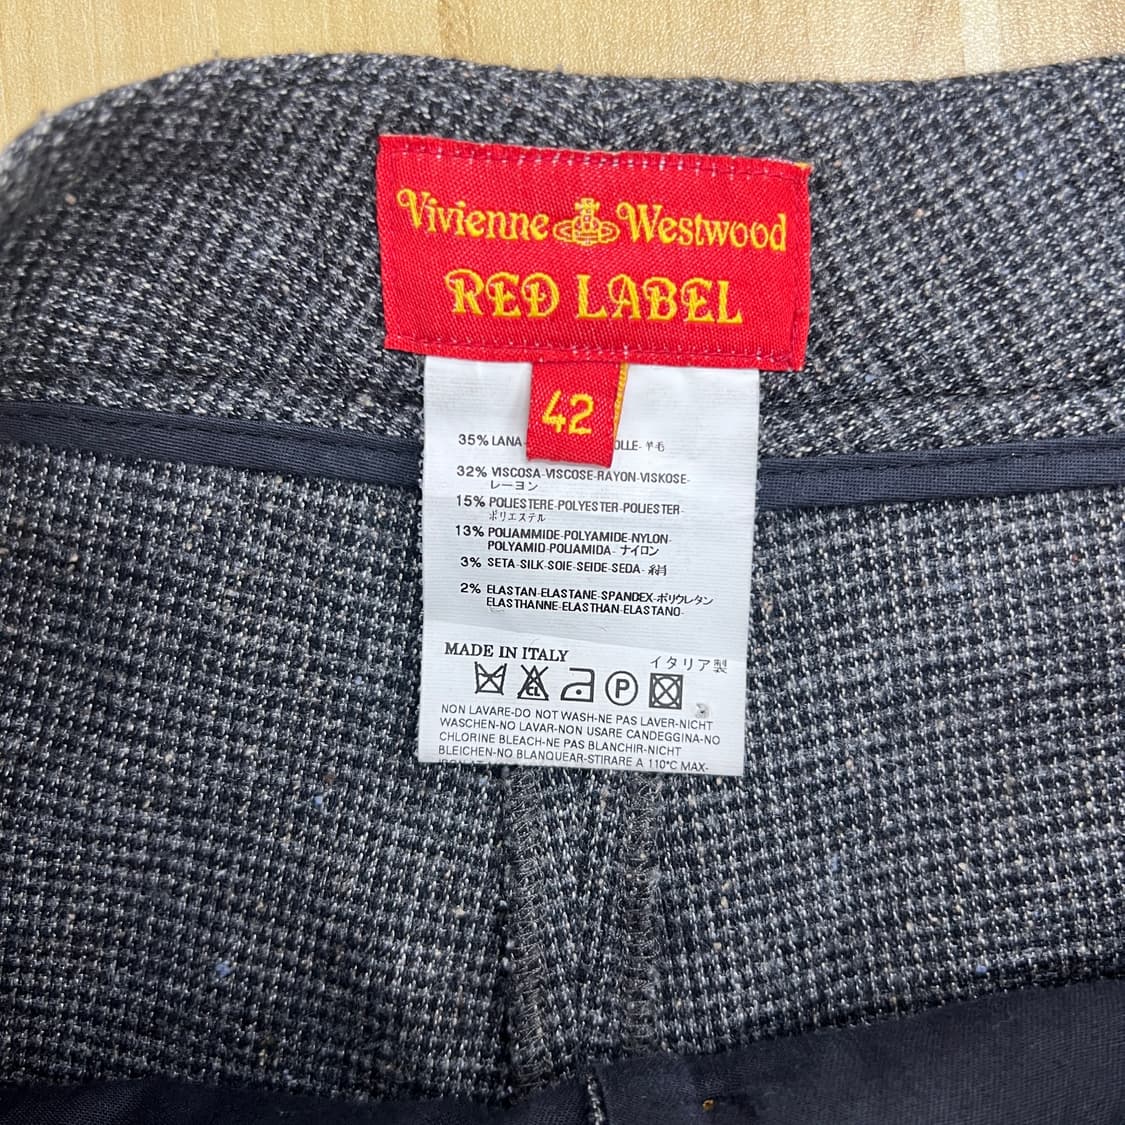 Vivienne Westwood
RED LABEL
42
35% LANA- OLLE- 羊毛
32% VISCOSA-VISCOSE-RAYON-VISKOSE-
レーヨン
15% POLIESTERE-POLYESTER-POLIESTER-
ポリエステル
13% POLIAMMIDE-POLYAMIDE-NYLON-
POLYAMID-POLIAMIDA- ナイロン
3% SETA-SILK-SOIE-SEIDE-SEDA- 絹
2% ELASTAN-ELASTANE-SPANDEX-ポリウレタン
ELASTHANNE-ELASTHAN-ELASTANO-
MADE IN ITALY
イタリア製
CL P
NON LAVARE-DO NOT WASH-NE PAS LAVER-NICHT
WASCHEN-NO LAVAR-NON USARE CANDEGGINA-NO
CHLORINE BLEACH-NE PAS BLANCHIR-NICHT
BLEICHEN-NO BLANQUEAR-STIRARE A 110°C MAX-